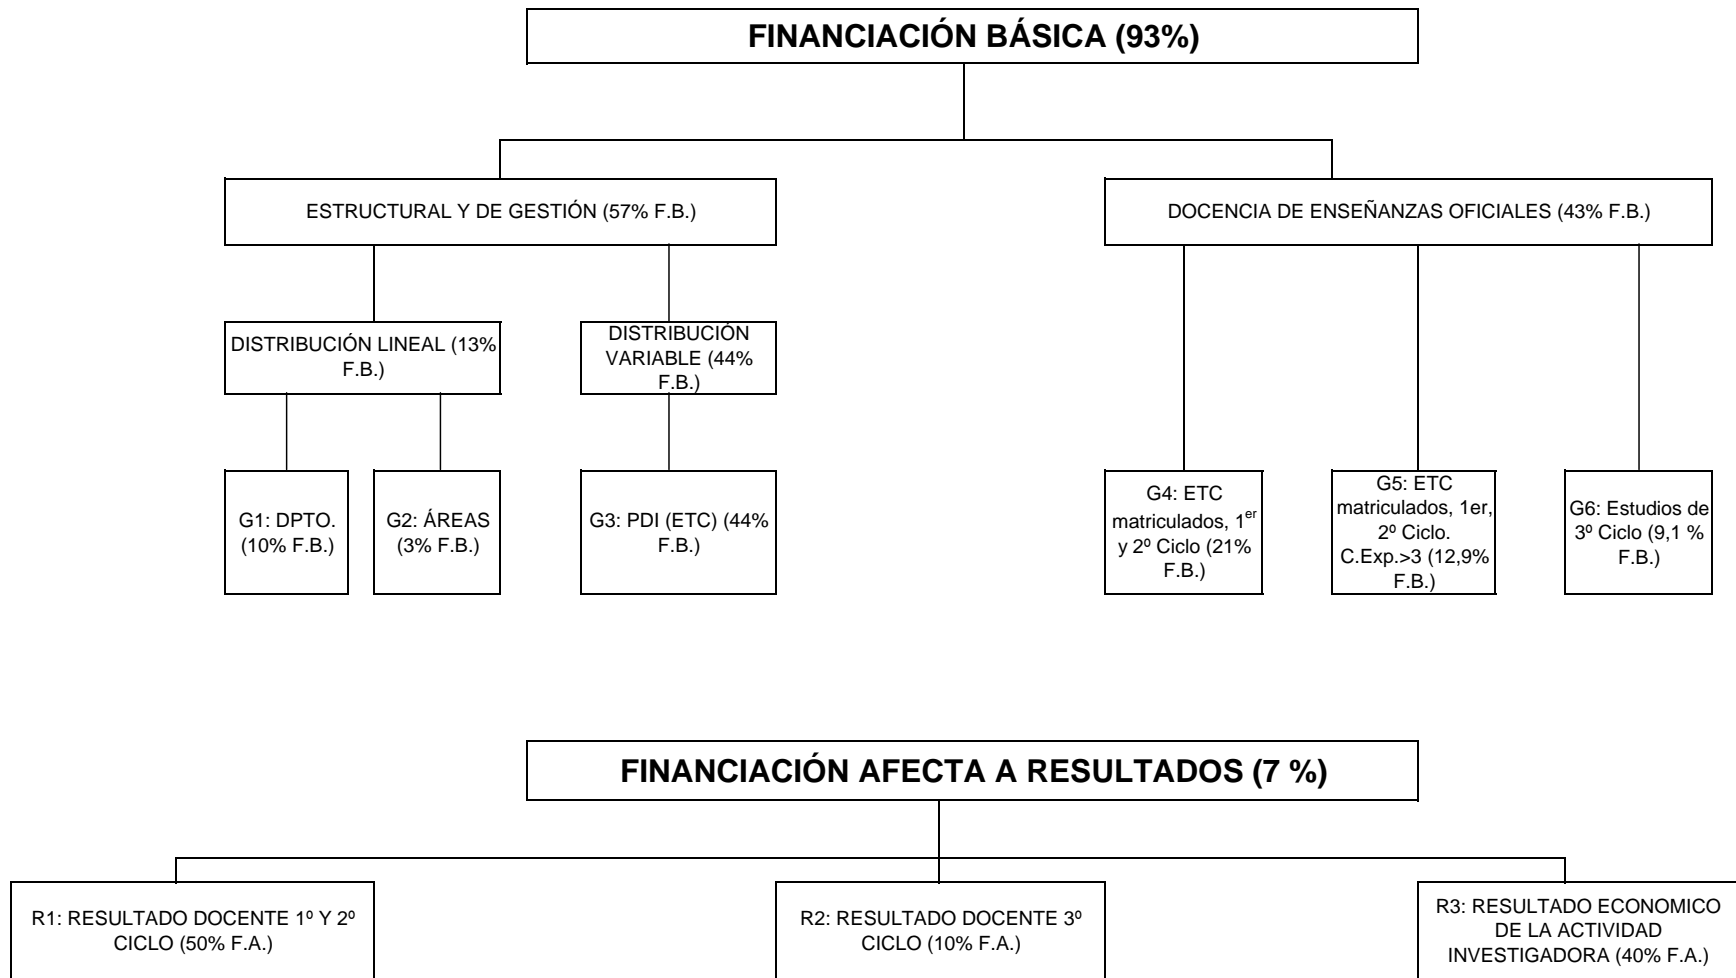 FINANCIACIÓN BÁSICA (93%)
ESTRUCTURAL Y DE GESTIÓN (57% F.B.)
DOCENCIA DE ENSEÑANZAS OFICIALES (43% F.B.)
DISTRIBUCIÓN LINEAL (13%
F.B.)
DISTRIBUCIÓN
VARIABLE (44%
F.B.)
G1: DPTO.
(10% F.B.)
G2: ÁREAS
(3% F.B.)
G3: PDI (ETC) (44%
F.B.)
G4: ETC
matriculados, 1er
y 2º Ciclo (21%
F.B.)
G5: ETC
matriculados, 1er,
2º Ciclo.
C.Exp.>3 (12,9%
F.B.)
G6: Estudios de
3º Ciclo (9,1 %
F.B.)
FINANCIACIÓN AFECTA A RESULTADOS (7 %)
R1: RESULTADO DOCENTE 1º Y 2º
CICLO (50% F.A.)
R2: RESULTADO DOCENTE 3º
CICLO (10% F.A.)
R3: RESULTADO ECONOMICO
DE LA ACTIVIDAD
INVESTIGADORA (40% F.A.)